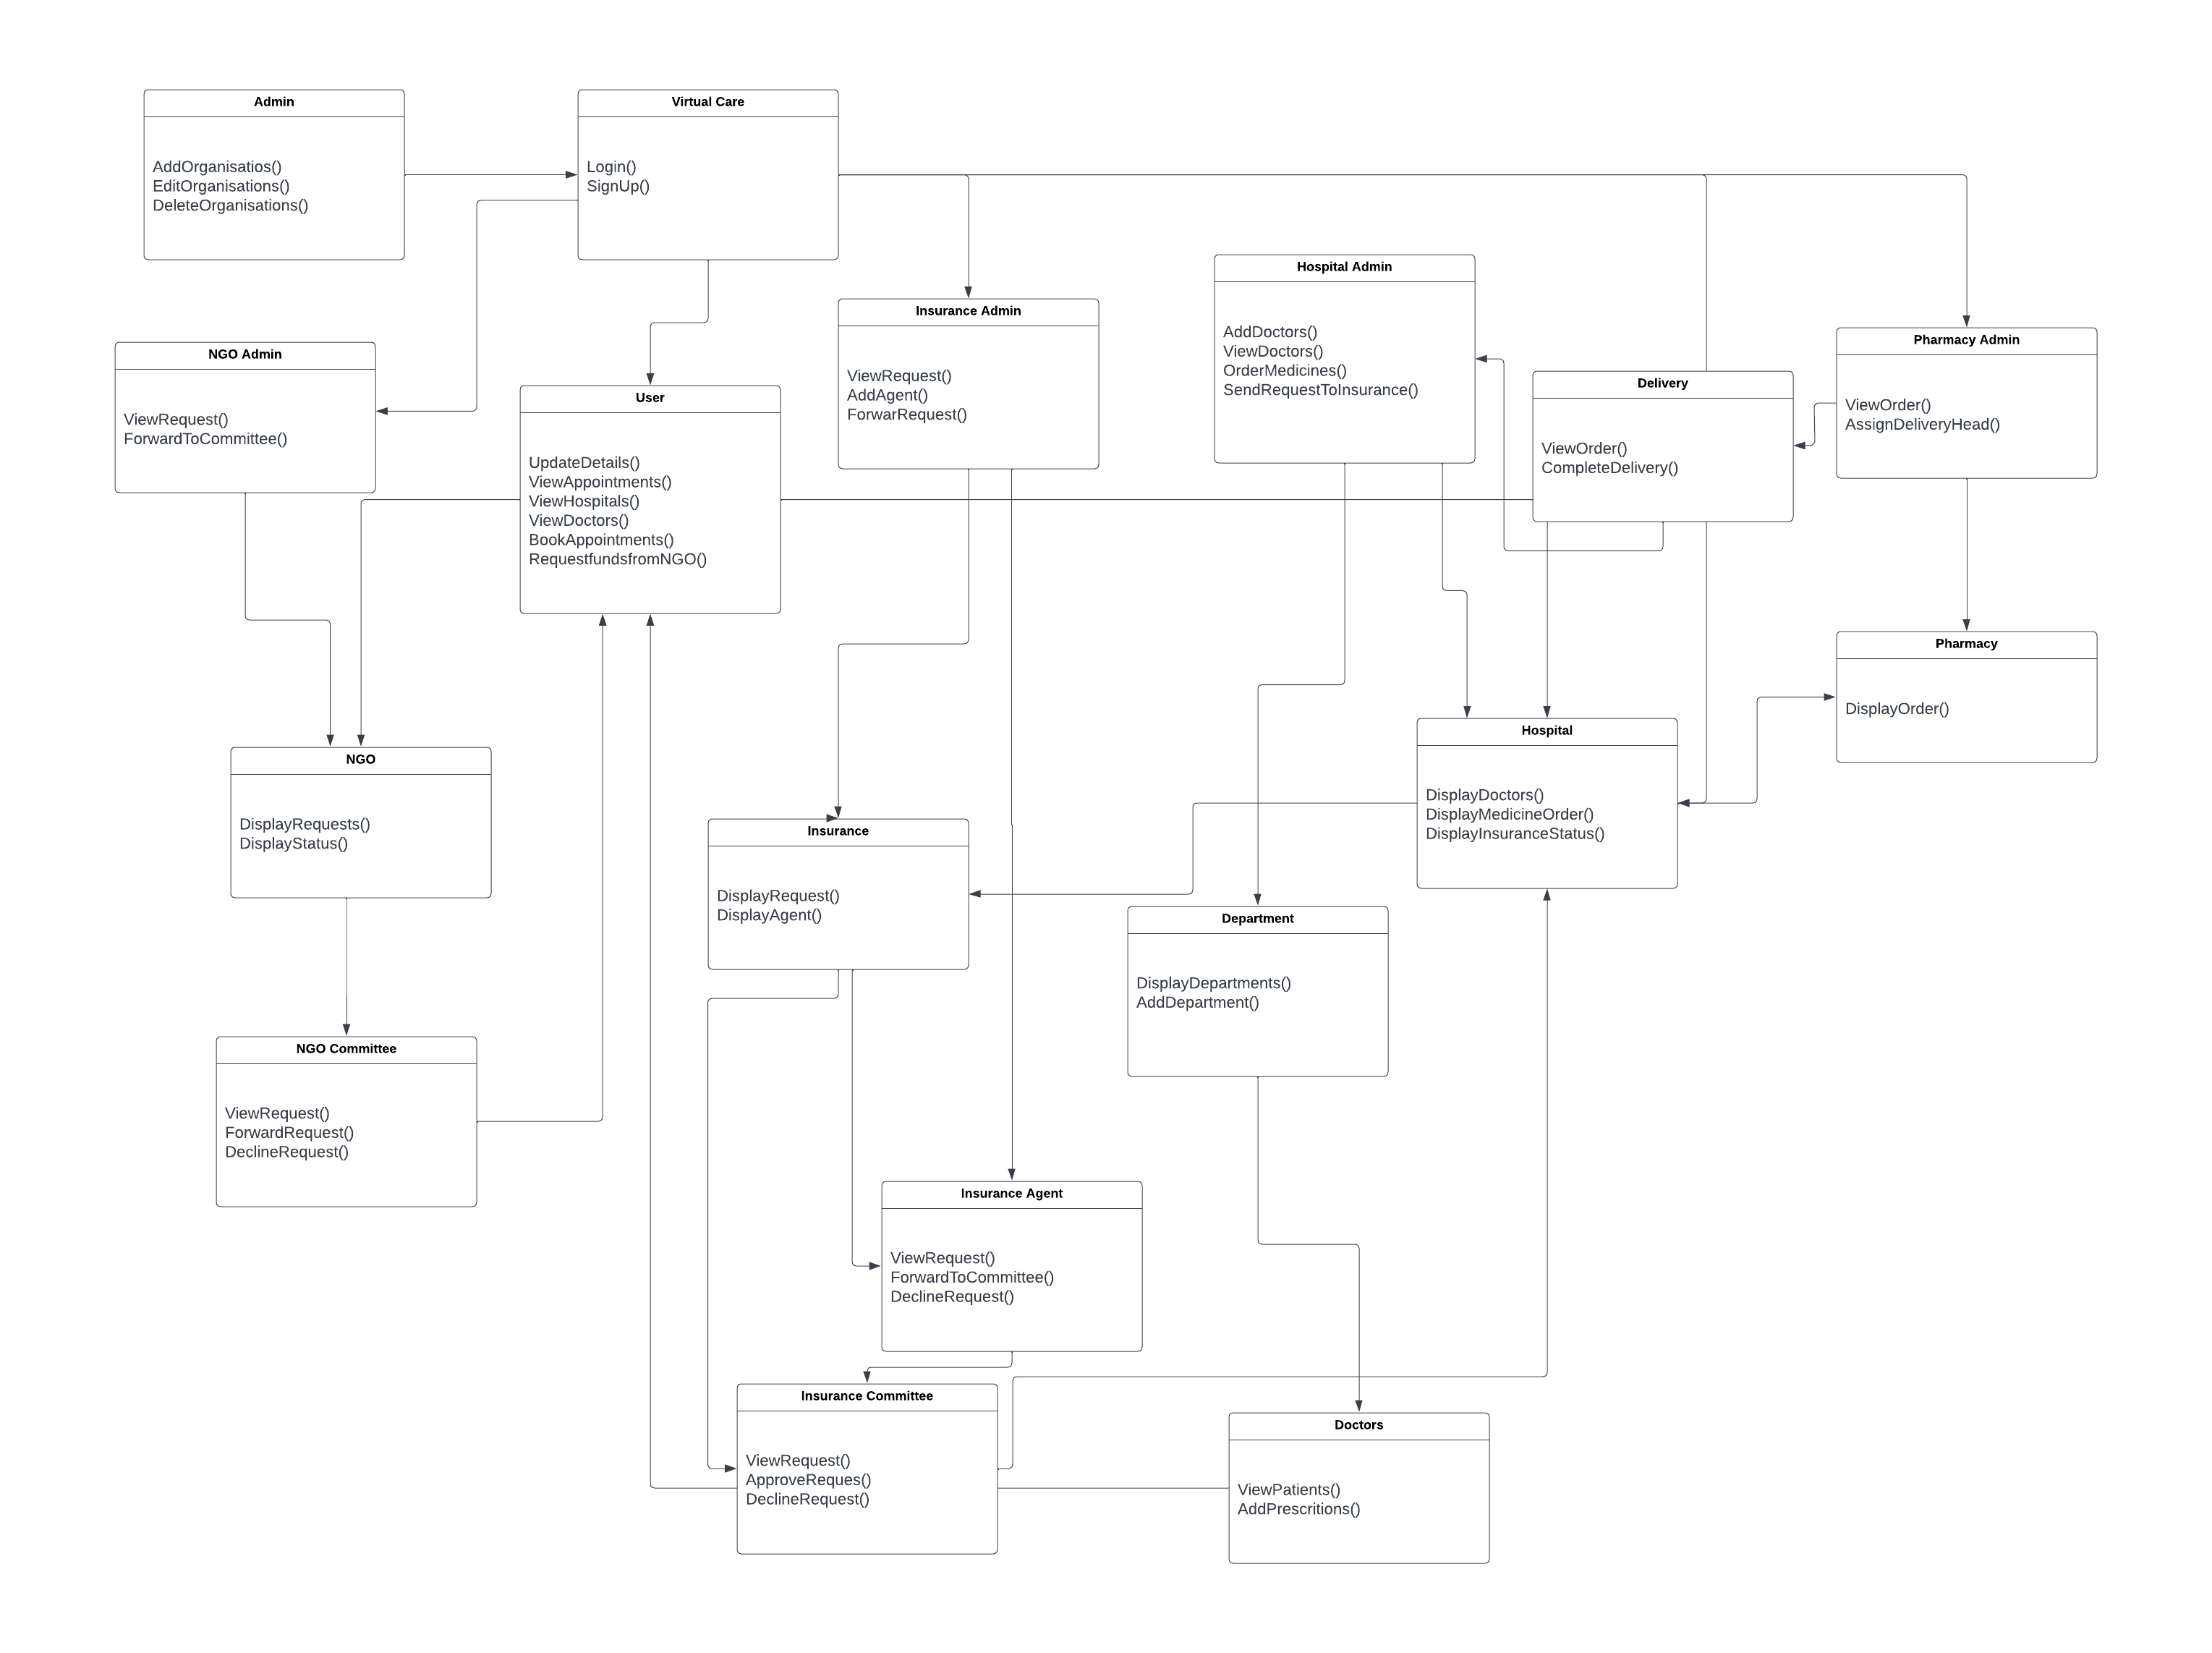 Admin
AddOrganisatios()
EditOrganisations()
DeleteOrganisations()
Virtual Care
Login()
SignUp()
Hospital Admin
AddDoctors()
ViewDoctors()
OrderMedicines()
SendRequestToInsurance()
Insurance Admin
ViewRequest()
AddAgent()
ForwarRequest()
Pharmacy Admin
ViewOrder()
AssignDeliveryHead()
NGO Admin
ViewRequest()
ForwardToCommittee()
Delivery
ViewOrder()
CompleteDelivery()
User
UpdateDetails()
ViewAppointments()
ViewHospitals()
ViewDoctors()
BookAppointments()
RequestfundsfromNGO()
Pharmacy
DisplayOrder()
Hospital
DisplayDoctors()
DisplayMedicineOrder()
DisplayInsuranceStatus()
NGO
DisplayRequests()
DisplayStatus()
Insurance
DisplayRequest()
DisplayAgent()
Department
DisplayDepartments()
AddDepartment()
NGO Committee
ViewRequest()
ForwardRequest()
DeclineRequest()
Insurance Agent
ViewRequest()
ForwardToCommittee()
DeclineRequest()
Insurance Committee
ViewRequest()
ApproveReques()
DeclineRequest()
Doctors
ViewPatients()
AddPrescritions()